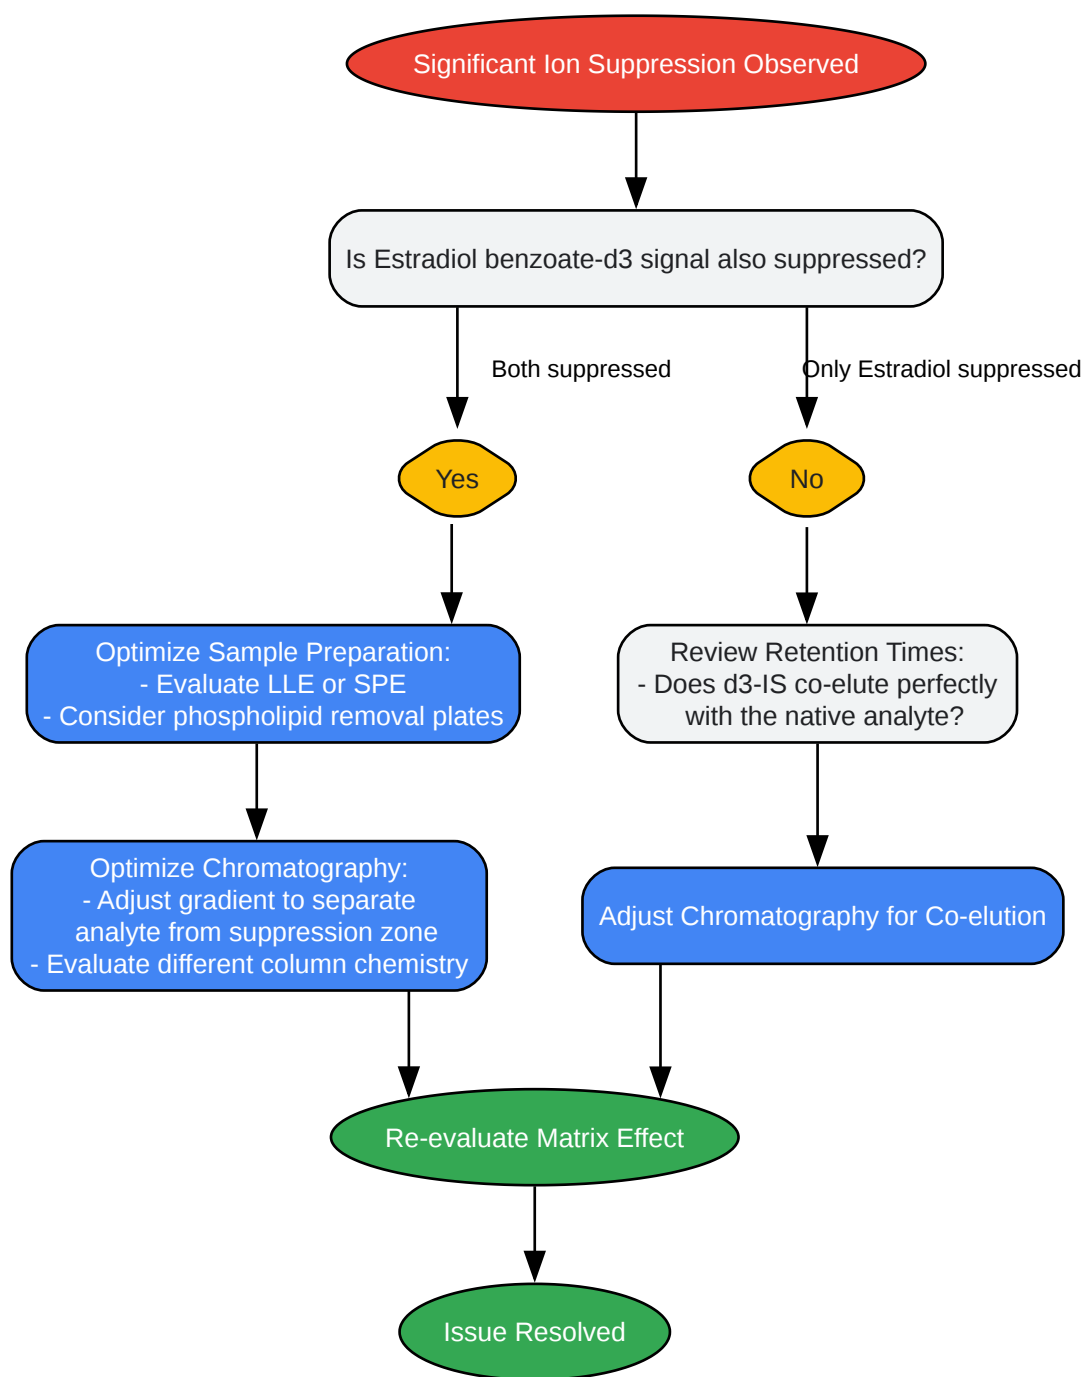 Significant Ion Suppression Observed
Is Estradiol benzoate-d3 signal also suppressed?
Both suppressed
Only Estradiol suppressed
Yes
No
Optimize Sample Preparation:
- Evaluate LLE or SPE
- Consider phospholipid removal plates
Review Retention Times:
- Does d3-IS co-elute perfectly
with the native analyte?
Optimize Chromatography:
- Adjust gradient to separate
analyte from suppression zone
- Evaluate different column chemistry
Adjust Chromatography for Co-elution
Re-evaluate Matrix Effect
Issue Resolved